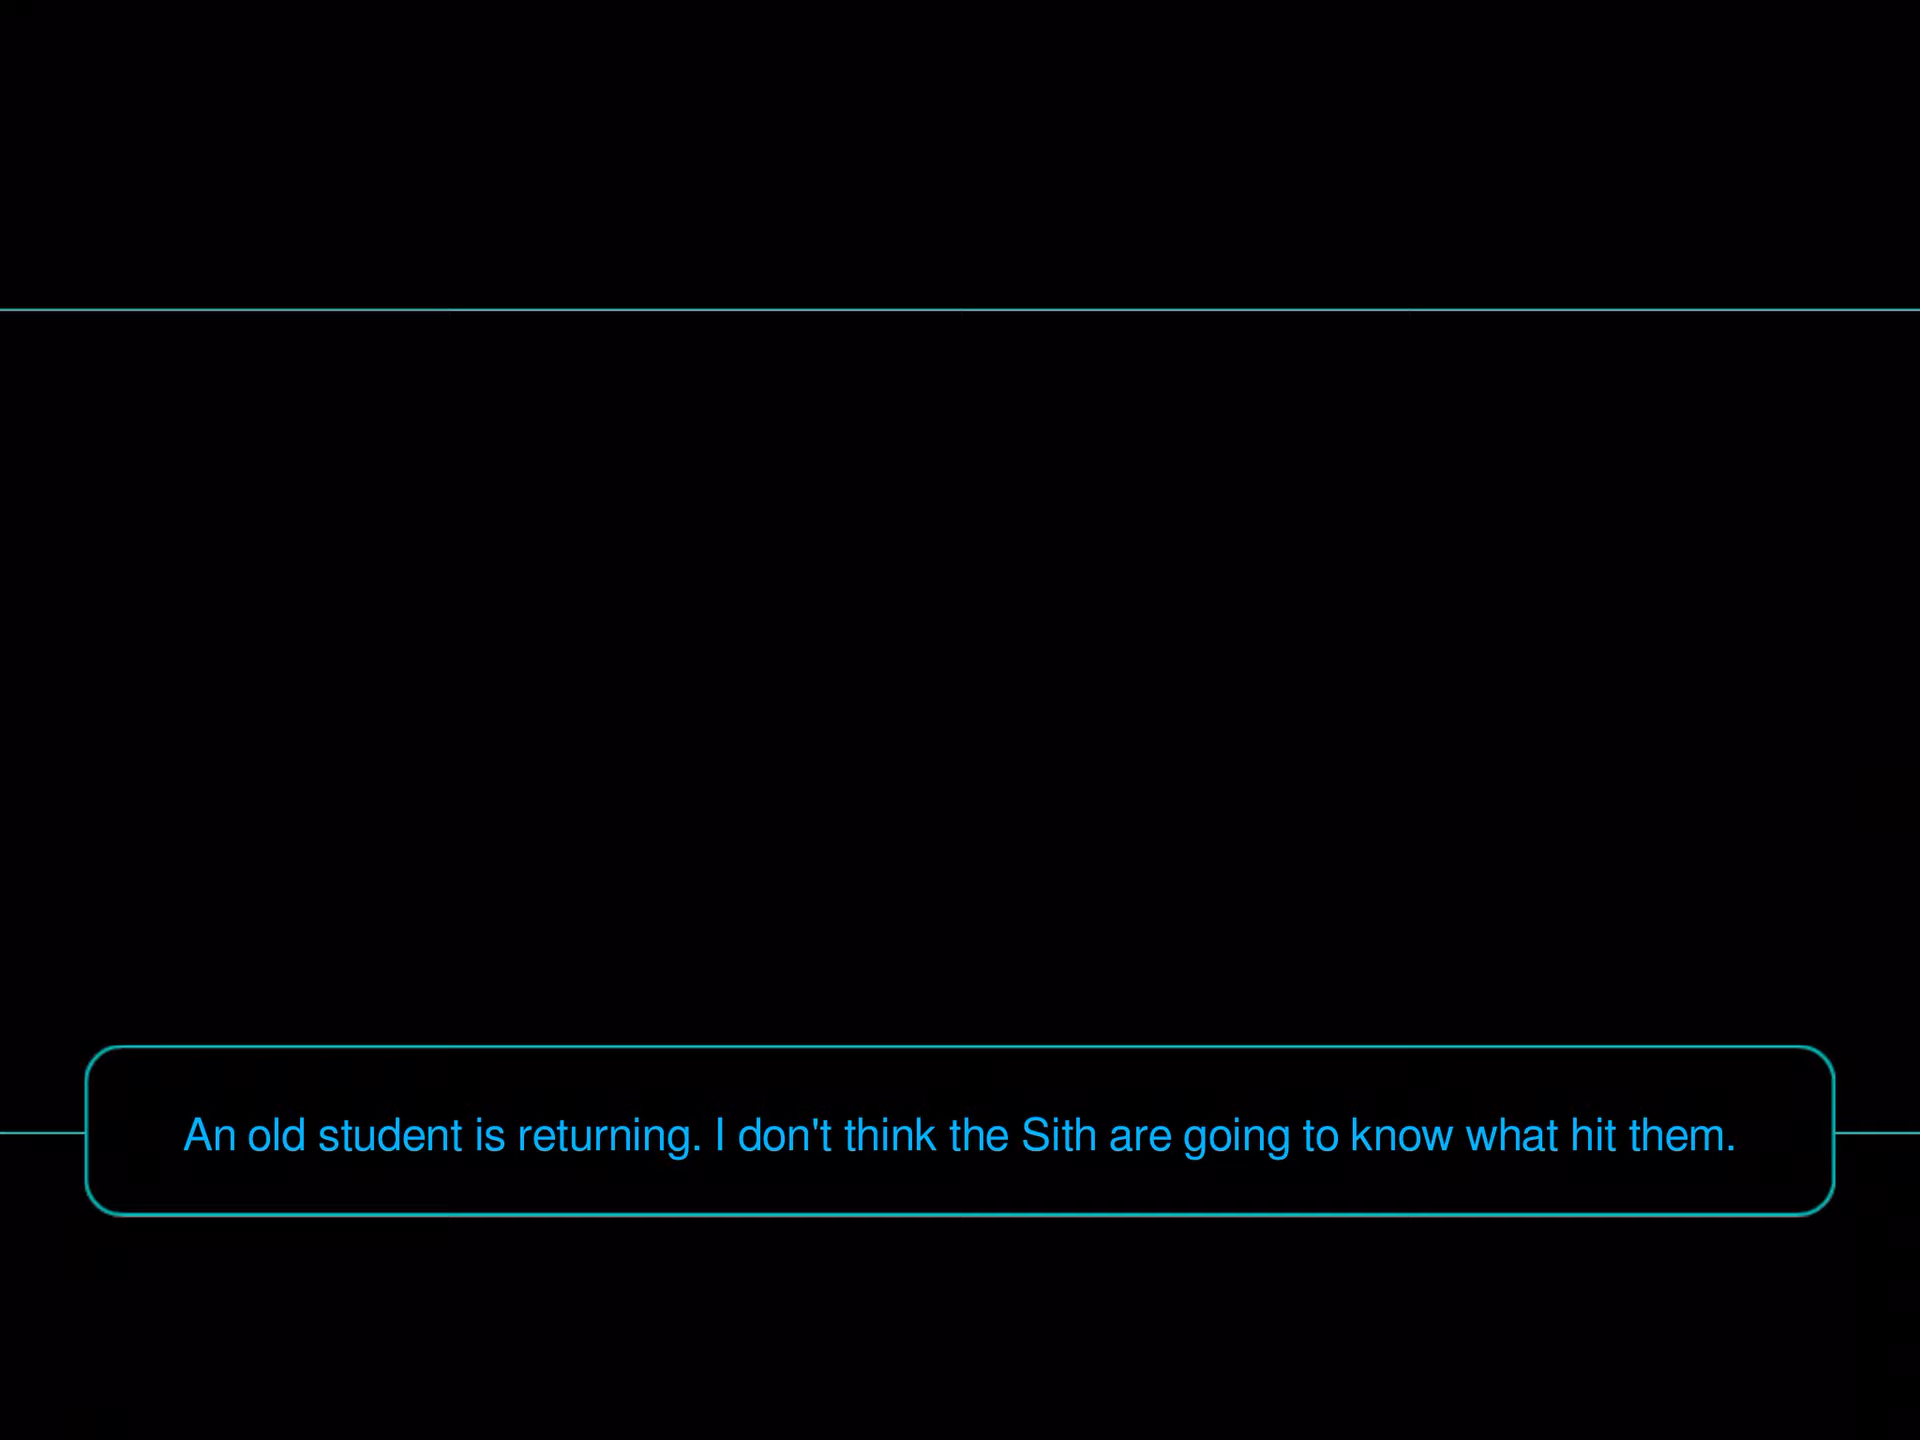 An old student is returning. I don't think the Sith are going to know what hit them.